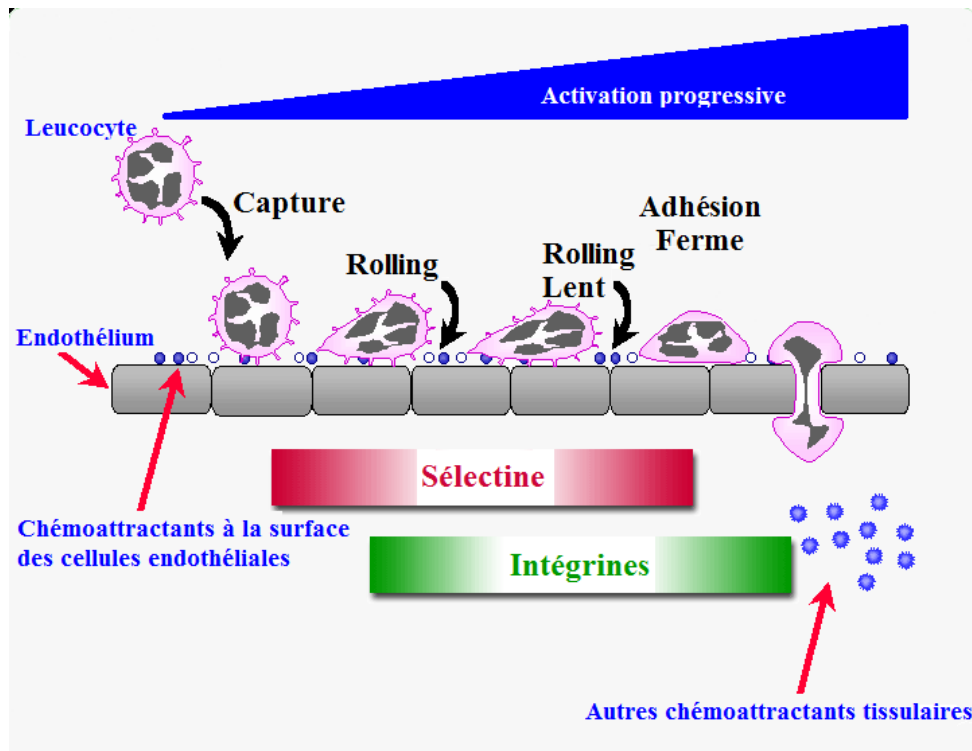 Activation progressive
Leucocyte
Capture
Adhésion
Ferme
Rolling
Rolling
Lent
Endothélium
Sélectine
Chémoattractants à la surface
des cellules endothéliales
Intégrines
Autres chémoattractants tissulaires